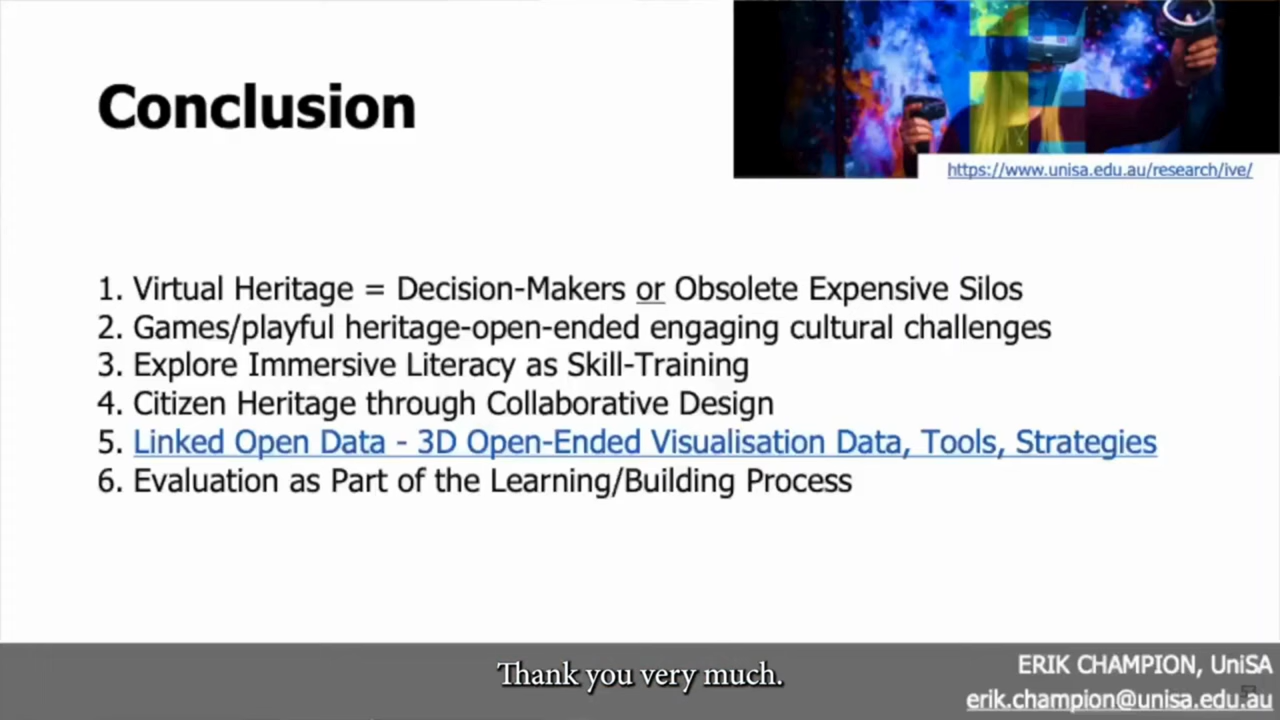 Conclusion
https://www.unisa.edu.au/research/ive/
1. Virtual Heritage = Decision-Makers or Obsolete Expensive Silos
2. Games/playful heritage-open-ended engaging cultural challenges
3. Explore Immersive Literacy as Skill-Training
4. Citizen Heritage through Collaborative Design
5. Linked Open Data - 3D Open-Ended Visualisation Data, Tools, Strategies
6. Evaluation as Part of the Learning/Building Process
Thank you very much.
ERIK CHAMPION, UniSA
erik.champion@unisa.edu.au